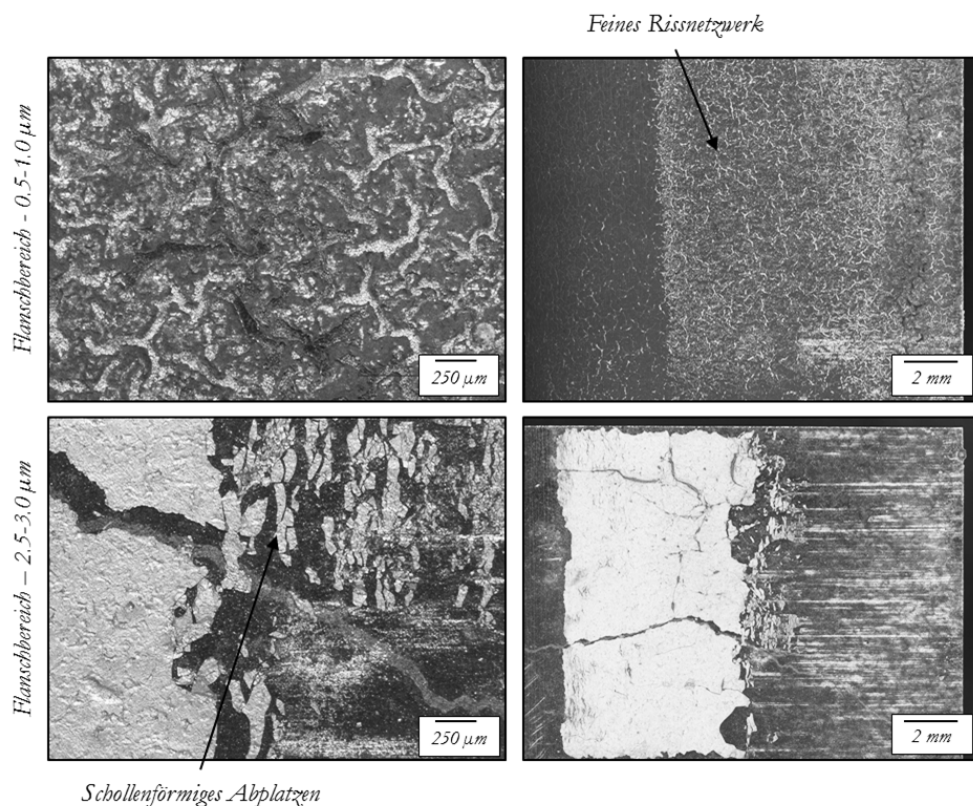 Feines Rissnetzwerk
Flanschbereich - 0.5-1.0 µm
250 µm
2 mm
Flanschbereich – 2.5-3.0 µm
250 µm
2 mm
Schollenförmiges Abplatzen